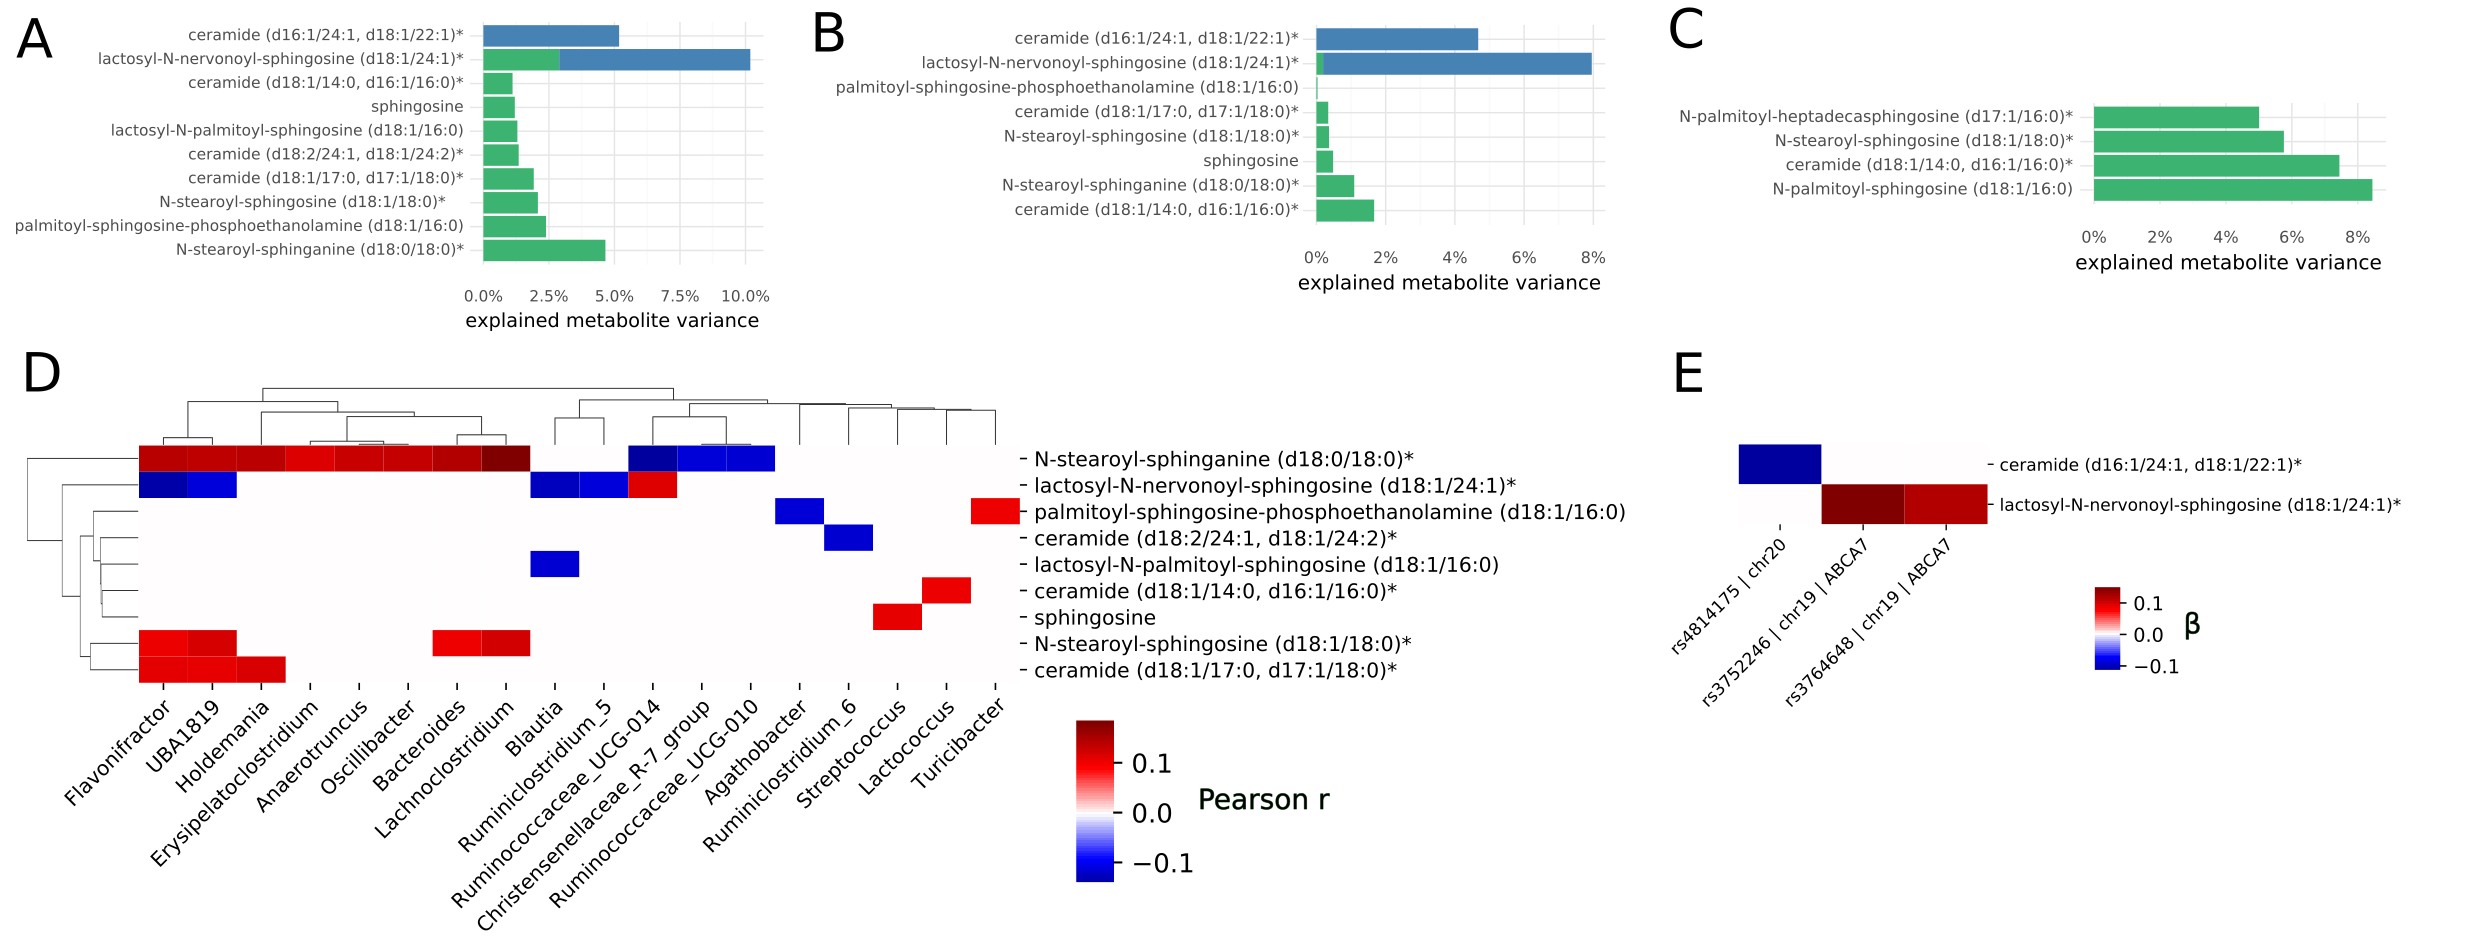 A
ceramide (d16:1/24:1, d18:1/22:1)*
lactosyl-N-nervonoyl-sphingosine (d18:1/24:1)*
ceramide (d18:1/14:0, d16:1/16:0)*
sphingosine
lactosyl-N-palmitoyl-sphingosine (d18:1/16:0)
ceramide (d18:2/24:1, d18:1/24:2)*
ceramide (d18:1/17:0, d17:1/18:0)*
N-stearoyl-sphingosine (d18:1/18:0)*
palmitoyl-sphingosine-phosphoethanolamine (d18:1/16:0)
N-stearoyl-sphinganine (d18:0/18:0)*
0.0% 2.5% 5.0% 7.5% 10.0%
explained metabolite variance
B
ceramide (d16:1/24:1, d18:1/22:1)*
lactosyl-N-nervonoyl-sphingosine (d18:1/24:1)*
palmitoyl-sphingosine-phosphoethanolamine (d18:1/16:0)
ceramide (d18:1/17:0, d17:1/18:0)*
N-stearoyl-sphingosine (d18:1/18:0)*
sphingosine
N-stearoyl-sphinganine (d18:0/18:0)*
ceramide (d18:1/14:0, d16:1/16:0)*
0% 2% 4% 6% 8%
explained metabolite variance
C
N-palmitoyl-heptadecasphingosine (d17:1/16:0)*
N-stearoyl-sphingosine (d18:1/18:0)*
ceramide (d18:1/14:0, d16:1/16:0)*
N-palmitoyl-sphingosine (d18:1/16:0)
0% 2% 4% 6% 8%
explained metabolite variance
D
N-stearoyl-sphinganine (d18:0/18:0)*
lactosyl-N-nervonoyl-sphingosine (d18:1/24:1)*
palmitoyl-sphingosine-phosphoethanolamine (d18:1/16:0)
ceramide (d18:2/24:1, d18:1/24:2)*
lactosyl-N-palmitoyl-sphingosine (d18:1/16:0)
ceramide (d18:1/14:0, d16:1/16:0)*
sphingosine
N-stearoyl-sphingosine (d18:1/18:0)*
ceramide (d18:1/17:0, d17:1/18:0)*
Flavonifractor
UBA1819
Holdemania
Erysipelatoclostridium
Anaerotruncus
Oscillibacter
Bacteroides
Lachnoclostridium
Blautia
Ruminiclostridium_5
Ruminococcaceae_UCG-014
Christensenellaceae_R-7_group
Ruminococcaceae_UCG-010
Agathobacter
Ruminiclostridium_6
Streptococcus
Lactococcus
Turicibacter
0.1
0.0
−0.1
Pearson r
E
ceramide (d16:1/24:1, d18:1/22:1)*
lactosyl-N-nervonoyl-sphingosine (d18:1/24:1)*
rs4814175 | chr20
rs3752246 | chr19 | ABCA7
rs3764648 | chr19 | ABCA7
0.1
0.0
−0.1
β